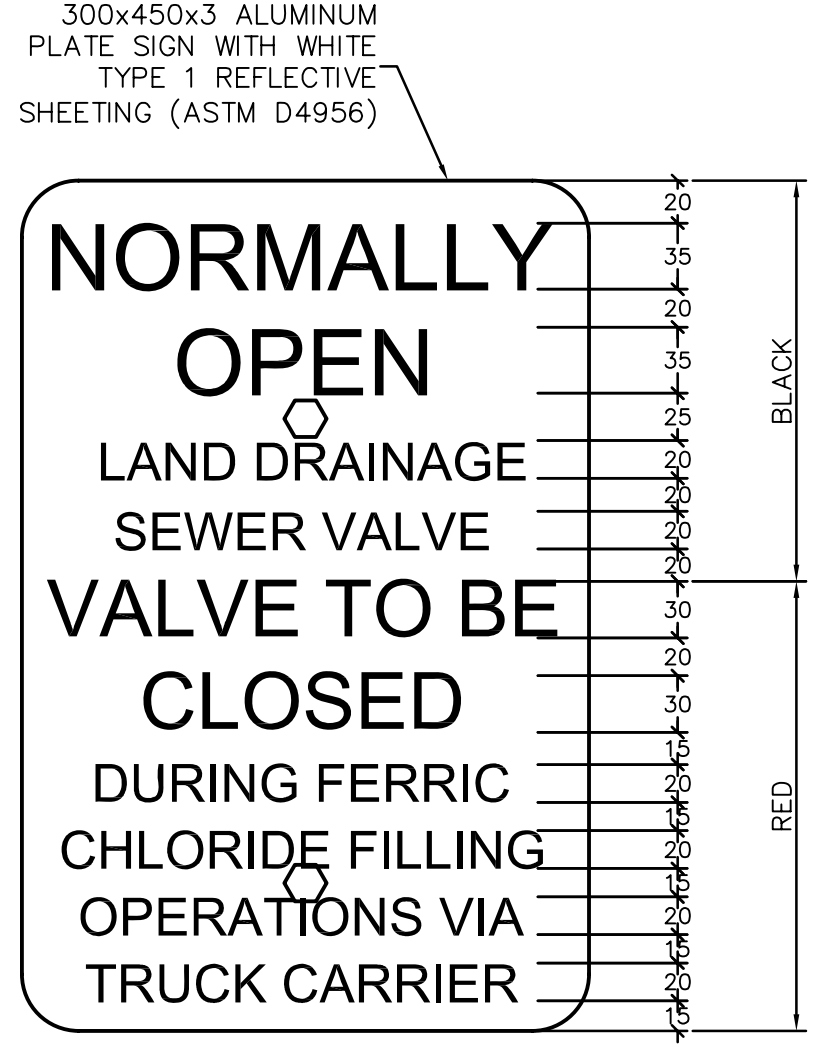 300x450x3 ALUMINUM
PLATE SIGN WITH WHITE
TYPE 1 REFLECTIVE
SHEETING (ASTM D4956)
NORMALLY
OPEN
LAND DRAINAGE
SEWER VALVE
VALVE TO BE
CLOSED
DURING FERRIC
CHLORIDE FILLING
OPERATIONS VIA
TRUCK CARRIER
20
35
20
35
25
20
20
20
20
30
20
30
15
20
15
20
15
20
15
20
15
BLACK
RED